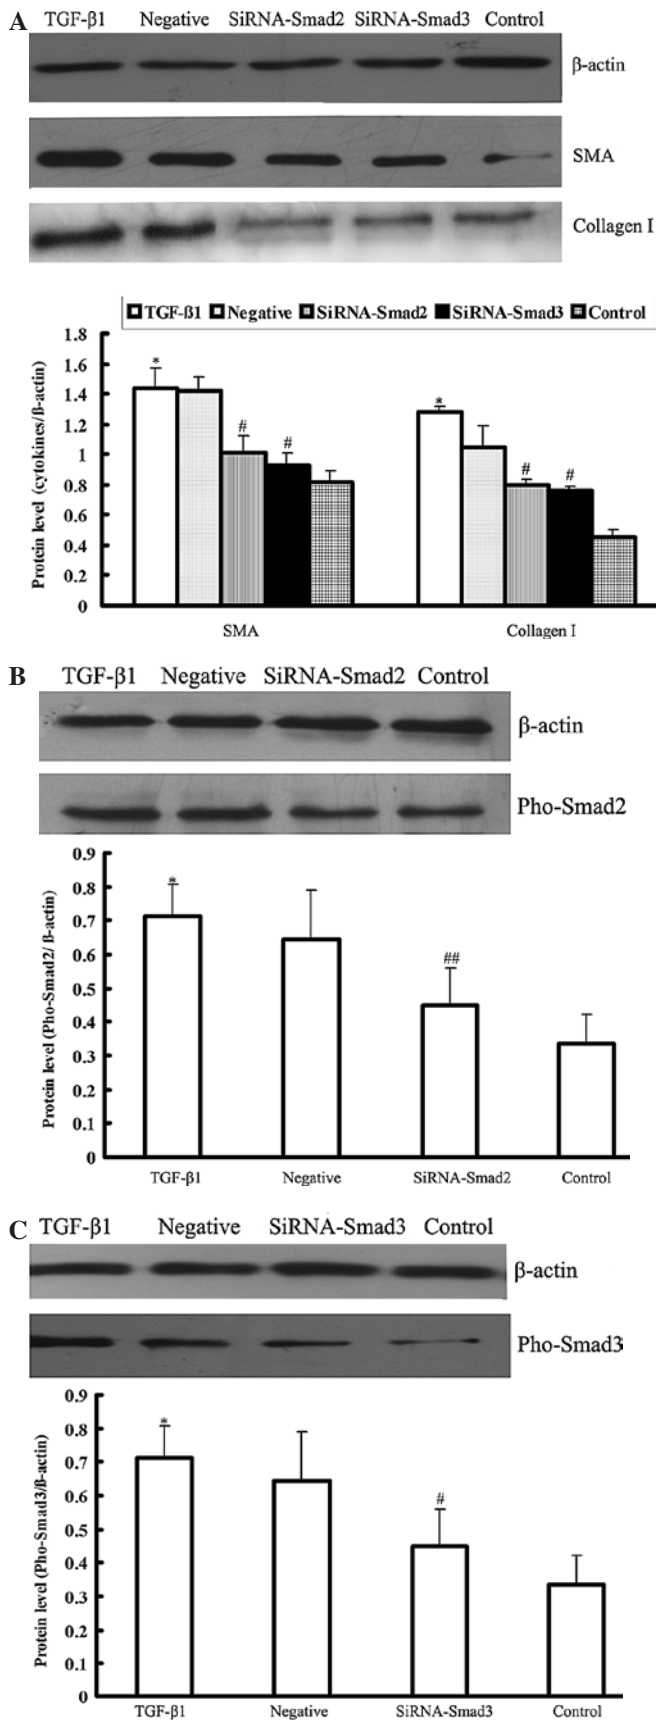 A TGF-β1 Negative SiRNA-Smad2 SiRNA-Smad3 Control
β-actin
SMA
Collagen I
TGF-ß1 Negative SiRNA-Smad2 SiRNA-Smad3 Control
Protein level (cytokines/ß-actin)
1.8
1.6
1.4
1.2
1
0.8
0.6
0.4
0.2
0
* # #
* # #
SMA Collagen I
B TGF-β1 Negative SiRNA-Smad2 Control
β-actin
Pho-Smad2
Protein level (Pho-Smad2/ ß-actin)
0.9
0.8
0.7
0.6
0.5
0.4
0.3
0.2
0.1
0
* ##
TGF-β1 Negative SiRNA-Smad2 Control
C TGF-β1 Negative SiRNA-Smad3 Control
β-actin
Pho-Smad3
Protein level (Pho-Smad3/ß-actin)
0.9
0.8
0.7
0.6
0.5
0.4
0.3
0.2
0.1
0
* #
TGF-β1 Negative SiRNA-Smad3 Control